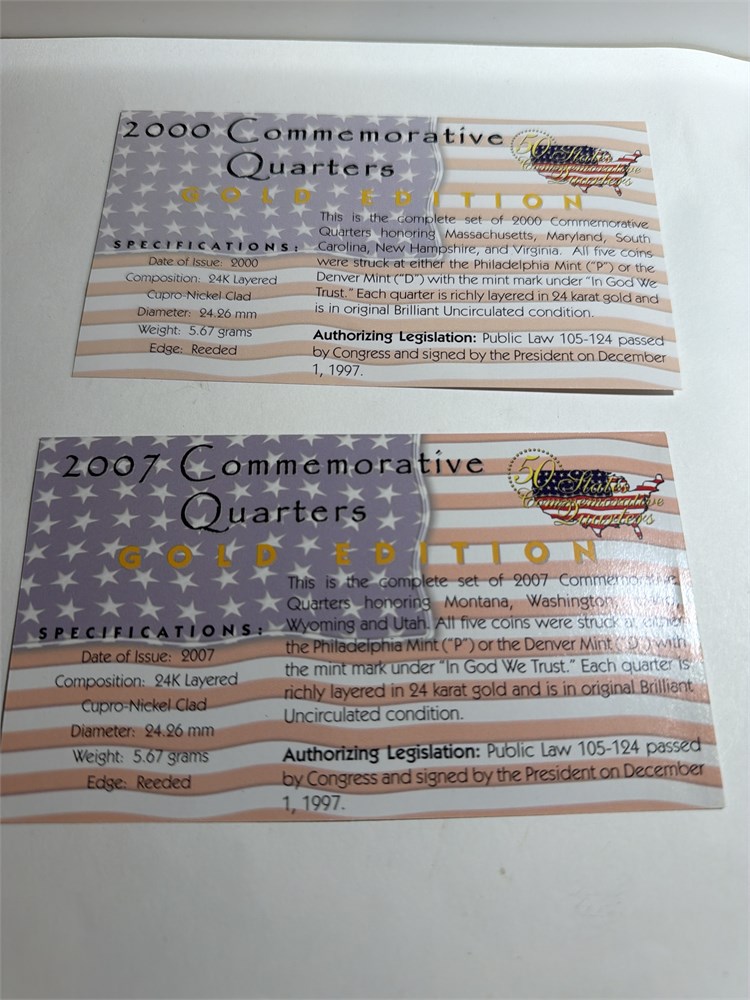 2000 Commemorative
Quarters
50 States
Commemorative
Quarters
GOLD EDITION
SPECIFICATIONS:
Date of Issue: 2000
Composition: 24K Layered
Cupro-Nickel Clad
Diameter: 24.26 mm
Weight: 5.67 grams
Edge: Reeded
This is the complete set of 2000 Commemorative
Quarters honoring Massachusetts, Maryland, South
Carolina, New Hampshire, and Virginia. All five coins
were struck at either the Philadelphia Mint ("P") or the
Denver Mint ("D") with the mint mark under "In God We
Trust." Each quarter is richly layered in 24 karat gold and
is in original Brilliant Uncirculated condition.
Authorizing Legislation: Public Law 105-124 passed
by Congress and signed by the President on December
1, 1997.
2007 Commemorative
Quarters
50 States
Commemorative
Quarters
GOLD EDITION
SPECIFICATIONS:
Date of Issue: 2007
Composition: 24K Layered
Cupro-Nickel Clad
Diameter: 24.26 mm
Weight: 5.67 grams
Edge: Reeded
This is the complete set of 2007 Commemorative
Quarters honoring Montana, Washington,
Wyoming and Utah. All five coins were struck at either
the Philadelphia Mint ("P") or the Denver Mint ("D") with
the mint mark under "In God We Trust." Each quarter is
richly layered in 24 karat gold and is in original Brilliant
Uncirculated condition.
Authorizing Legislation: Public Law 105-124 passed
by Congress and signed by the President on December
1, 1997.